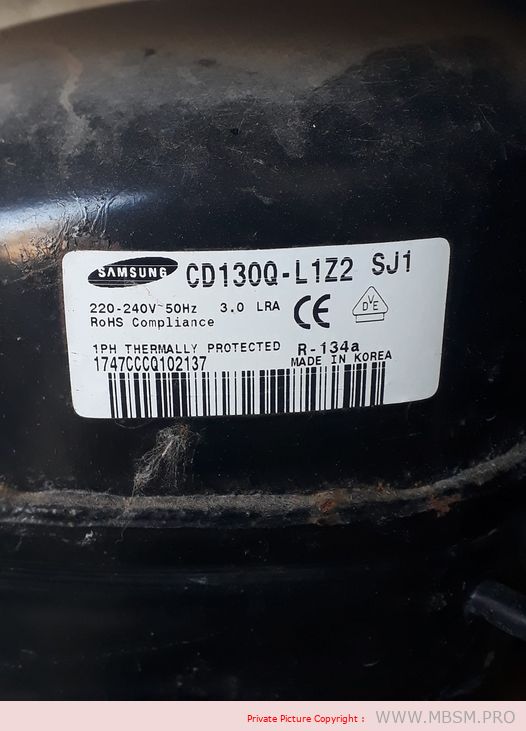 SAMSUNG CD130Q-L1Z2 SJ1
220-240V 50Hz 3.0 LRA
RoHS Compliance
CE
DVE
1PH THERMALLY PROTECTED R-134a
1747CCCQ102137 MADE IN KOREA
Private Picture Copyright : WWW.MBSM.PRO